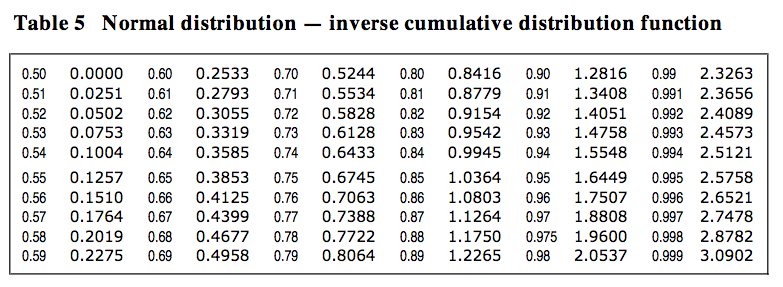 Table 5 Normal distribution — inverse cumulative distribution function
0.50 0.0000 0.60 0.2533 0.70 0.5244 0.80 0.8416 0.90 1.2816 0.99 2.3263
0.51 0.0251 0.61 0.2793 0.71 0.5534 0.81 0.8779 0.91 1.3408 0.991 2.3656
0.52 0.0502 0.62 0.3055 0.72 0.5828 0.82 0.9154 0.92 1.4051 0.992 2.4089
0.53 0.0753 0.63 0.3319 0.73 0.6128 0.83 0.9542 0.93 1.4758 0.993 2.4573
0.54 0.1004 0.64 0.3585 0.74 0.6433 0.84 0.9945 0.94 1.5548 0.994 2.5121
0.55 0.1257 0.65 0.3853 0.75 0.6745 0.85 1.0364 0.95 1.6449 0.995 2.5758
0.56 0.1510 0.66 0.4125 0.76 0.7063 0.86 1.0803 0.96 1.7507 0.996 2.6521
0.57 0.1764 0.67 0.4399 0.77 0.7388 0.87 1.1264 0.97 1.8808 0.997 2.7478
0.58 0.2019 0.68 0.4677 0.78 0.7722 0.88 1.1750 0.975 1.9600 0.998 2.8782
0.59 0.2275 0.69 0.4958 0.79 0.8064 0.89 1.2265 0.98 2.0537 0.999 3.0902